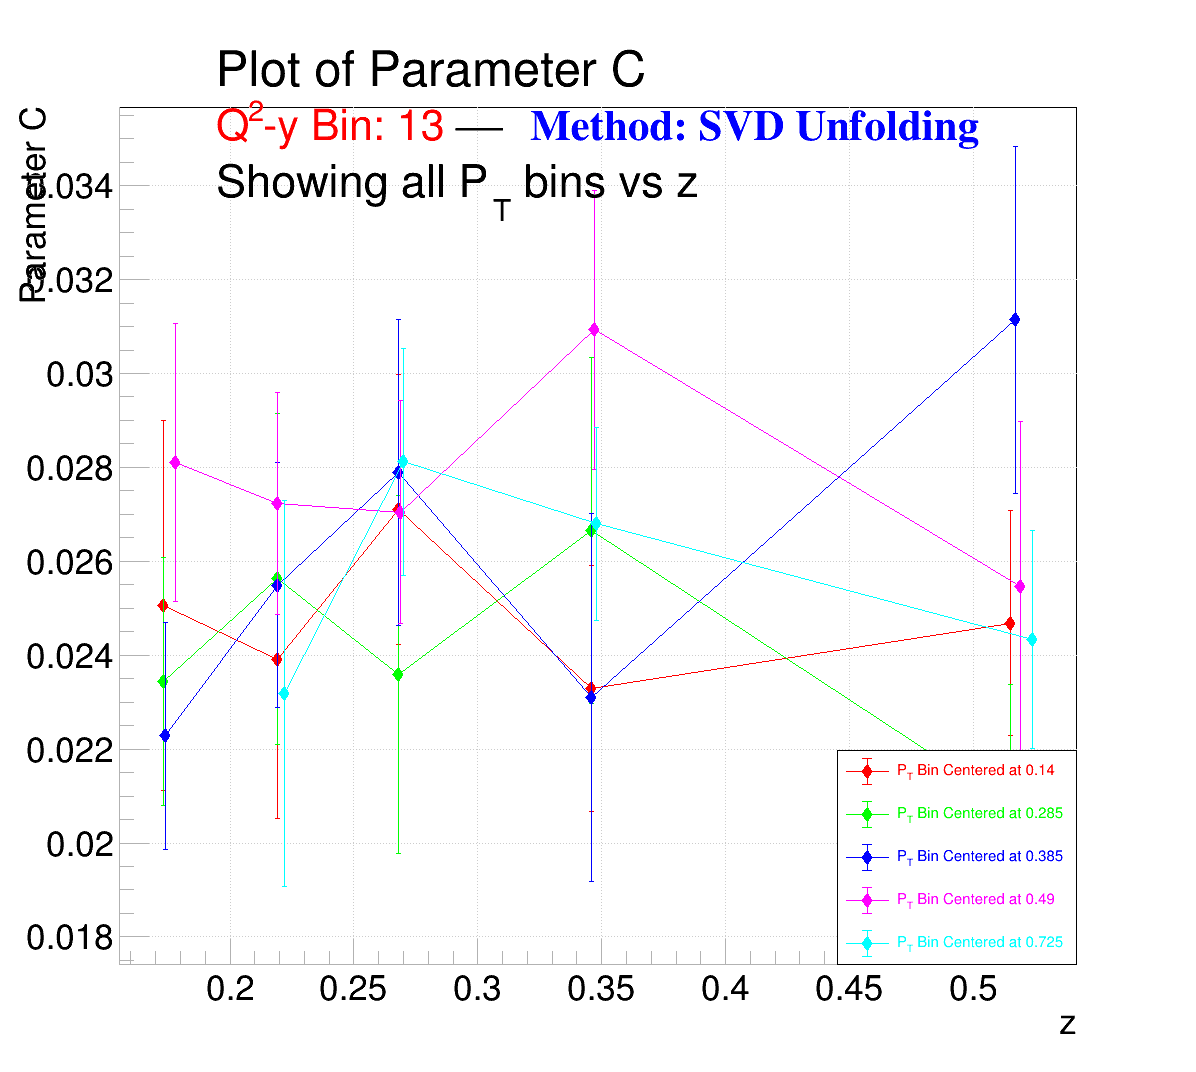 Plot of Parameter C
Q2-y Bin: 13 — Method: SVD Unfolding
Showing all PT bins vs z
Parameter C
0.034
0.032
0.03
0.028
0.026
0.024
0.022
0.02
0.018
PT Bin Centered at 0.14
PT Bin Centered at 0.285
PT Bin Centered at 0.385
PT Bin Centered at 0.49
PT Bin Centered at 0.725
0.2 0.25 0.3 0.35 0.4 0.45 0.5
z